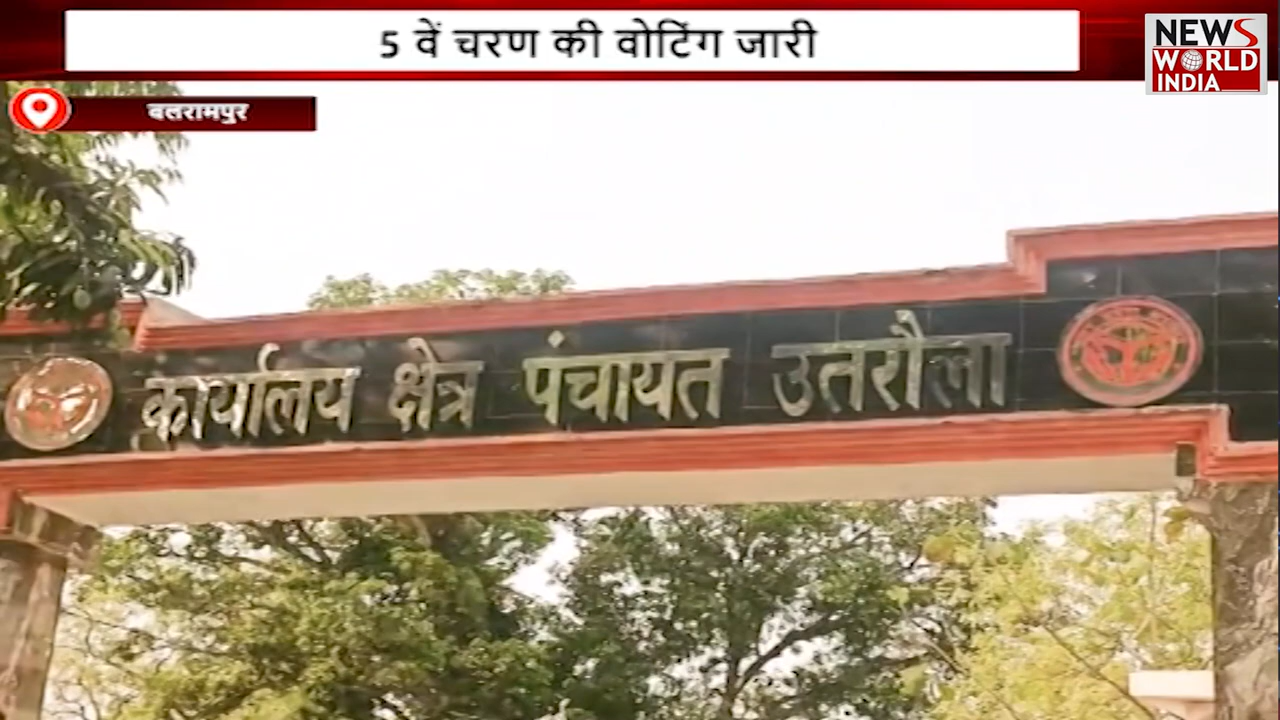 5 वें चरण की वोटिंग जारी
NEWS
WORLD
INDIA
बलरामपुर
कार्यालय क्षेत्र पंचायत उतरौला